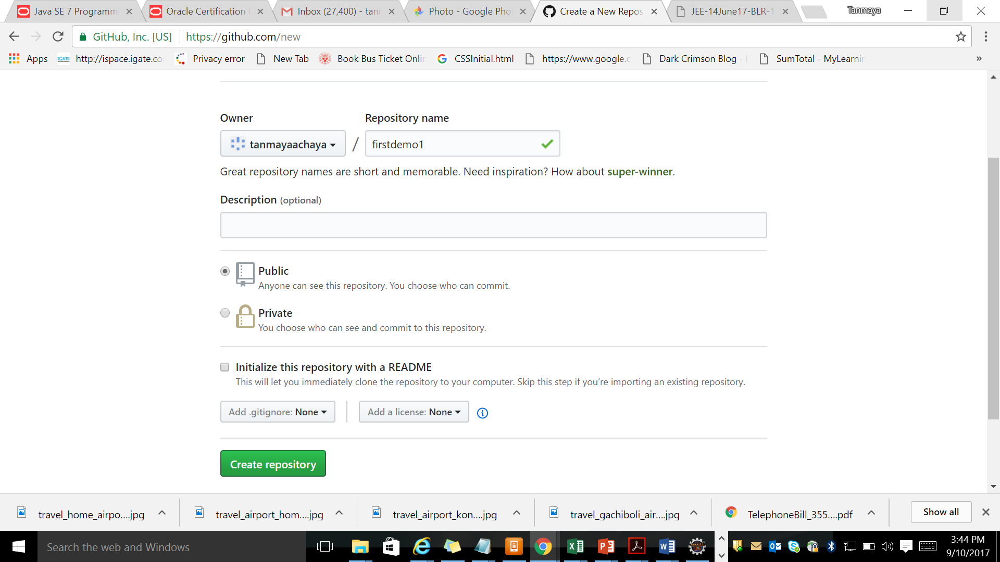 Java SE 7 Programm
Oracle Certification
Inbox (27,400) - tann
Photo - Google Pho
Create a New Repos
JEE-14June17-BLR-1
Tanmaya
GitHub, Inc. [US]
https://github.com/new
Apps
http://ispace.igate.co
Privacy error
New Tab
Book Bus Ticket Onlin
CSSInitial.html
https://www.google.c
Dark Crimson Blog -
SumTotal - MyLearnin
»
Owner
Repository name
tanmayaachaya / firstdemo1
Great repository names are short and memorable. Need inspiration? How about super-winner.
Description (optional)
Public
Anyone can see this repository. You choose who can commit.
Private
You choose who can see and commit to this repository.
Initialize this repository with a README
This will let you immediately clone the repository to your computer. Skip this step if you’re importing an existing repository.
Add .gitignore: None
Add a license: None
Create repository
travel_home_airpo....jpg
travel_airport_hom....jpg
travel_airport_kon....jpg
travel_gachiboli_air....jpg
TelephoneBill_355....pdf
Show all
Search the web and Windows
3:44 PM
9/10/2017